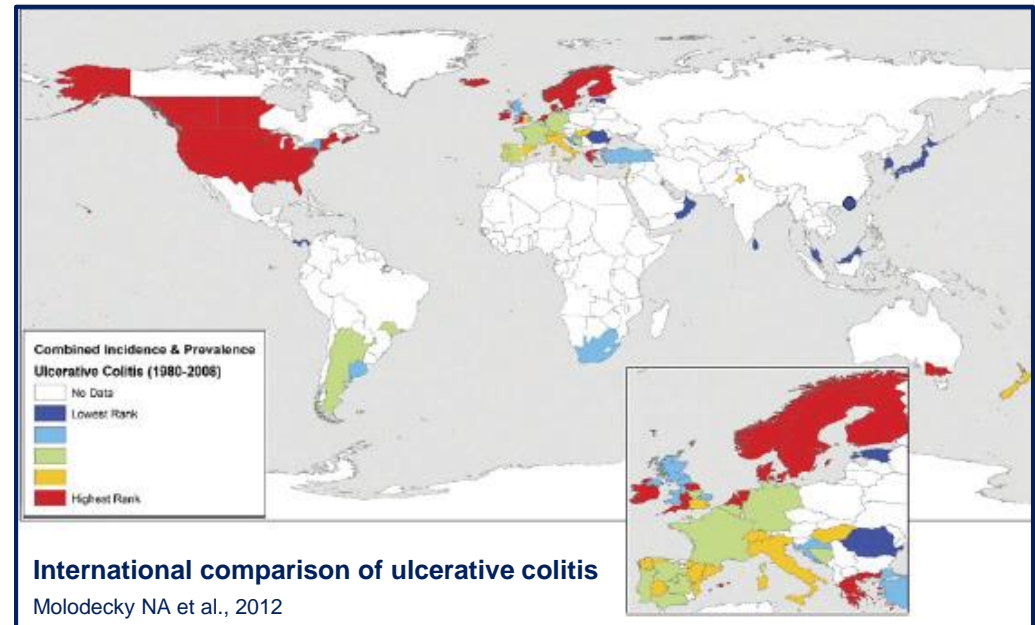 Combined Incidence & Prevalence
Ulcerative Colitis (1980-2008)
No Data
Lowest Rank
Highest Rank
International comparison of ulcerative colitis
Molodecky NA et al., 2012